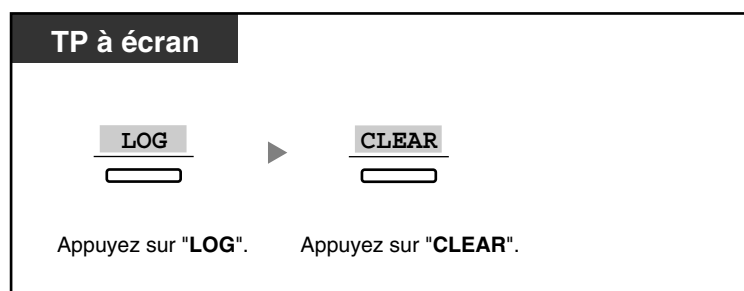 TP à écran
LOG
CLEAR
Appuyez sur "LOG".
Appuyez sur "CLEAR".